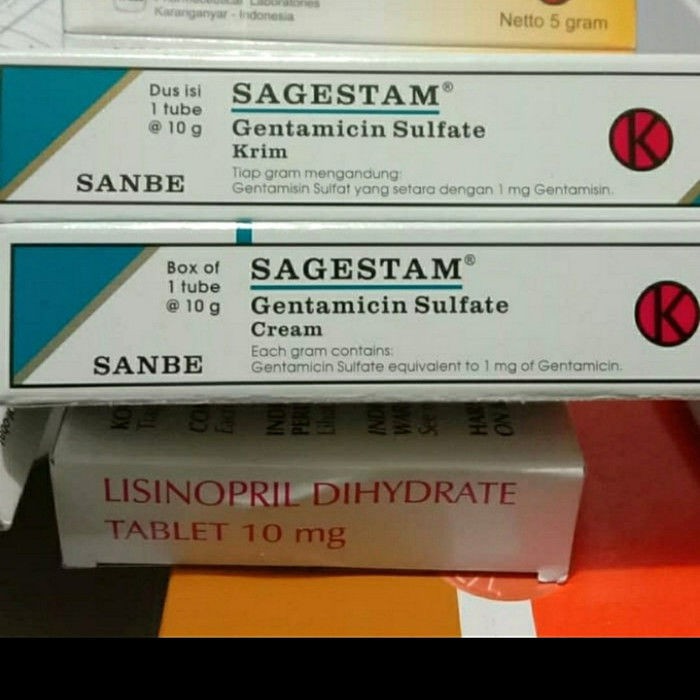 Pharmaceutical Laboratories
Karanganyar - Indonesia
Netto 5 gram
Dus isi
1 tube
@ 10 g
SAGESTAM®
Gentamicin Sulfate
Krim
Tiap gram mengandung:
Gentamisin Sulfat yang setara dengan 1 mg Gentamisin.
SANBE
K
Box of
1 tube
@ 10 g
SAGESTAM®
Gentamicin Sulfate
Cream
Each gram contains:
Gentamicin Sulfate equivalent to 1 mg of Gentamicin.
SANBE
K
LISINOPRIL DIHYDRATE
TABLET 10 mg